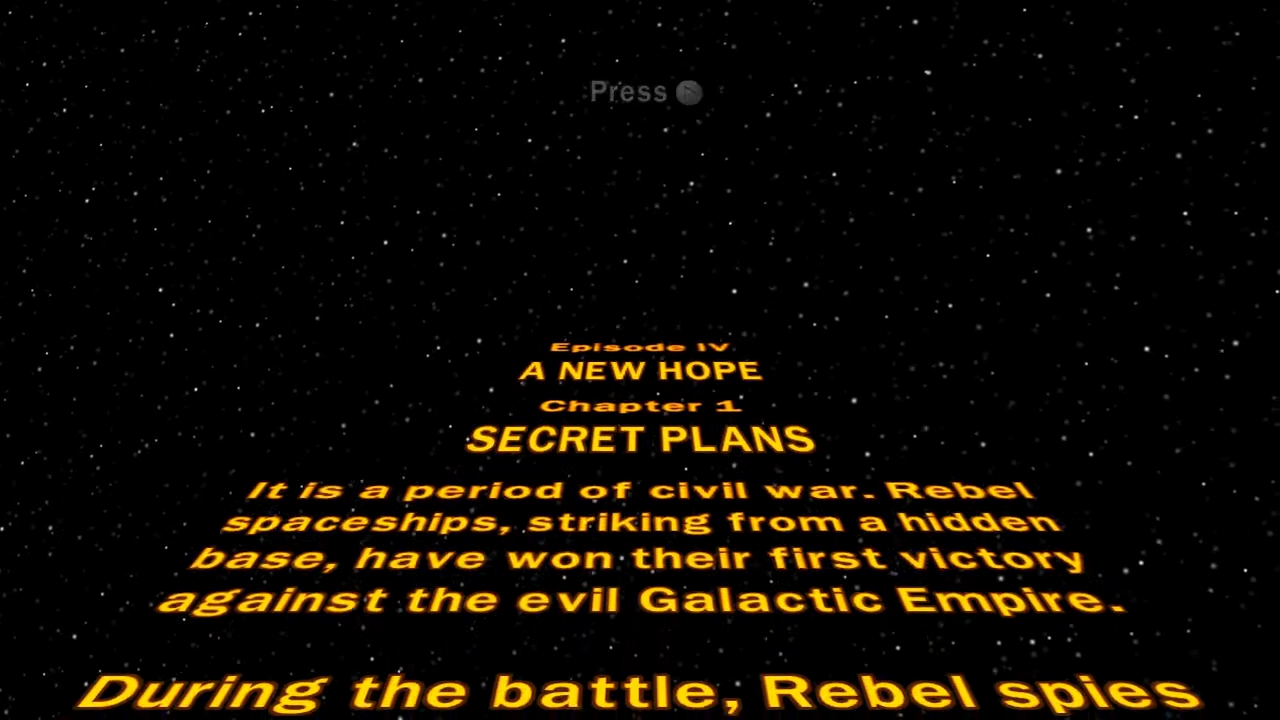 Press
Episode IV
A NEW HOPE
Chapter 1
SECRET PLANS
It is a period of civil war. Rebel
spaceships, striking from a hidden
base, have won their first victory
against the evil Galactic Empire.
During the battle, Rebel spies